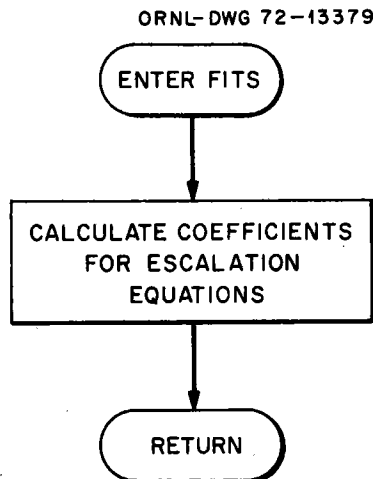 ORNL-DWG 72-13379
ENTER FITS
CALCULATE COEFFICIENTS
FOR ESCALATION
EQUATIONS
RETURN